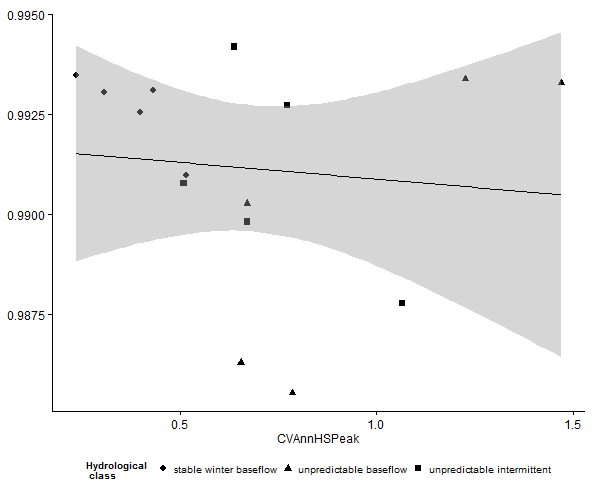 0.9950
0.9925
0.9900
0.9875
0.5 1.0 1.5
CVAnnHSPeak
Hydrological
class
stable winter baseflow unpredictable baseflow unpredictable intermittent